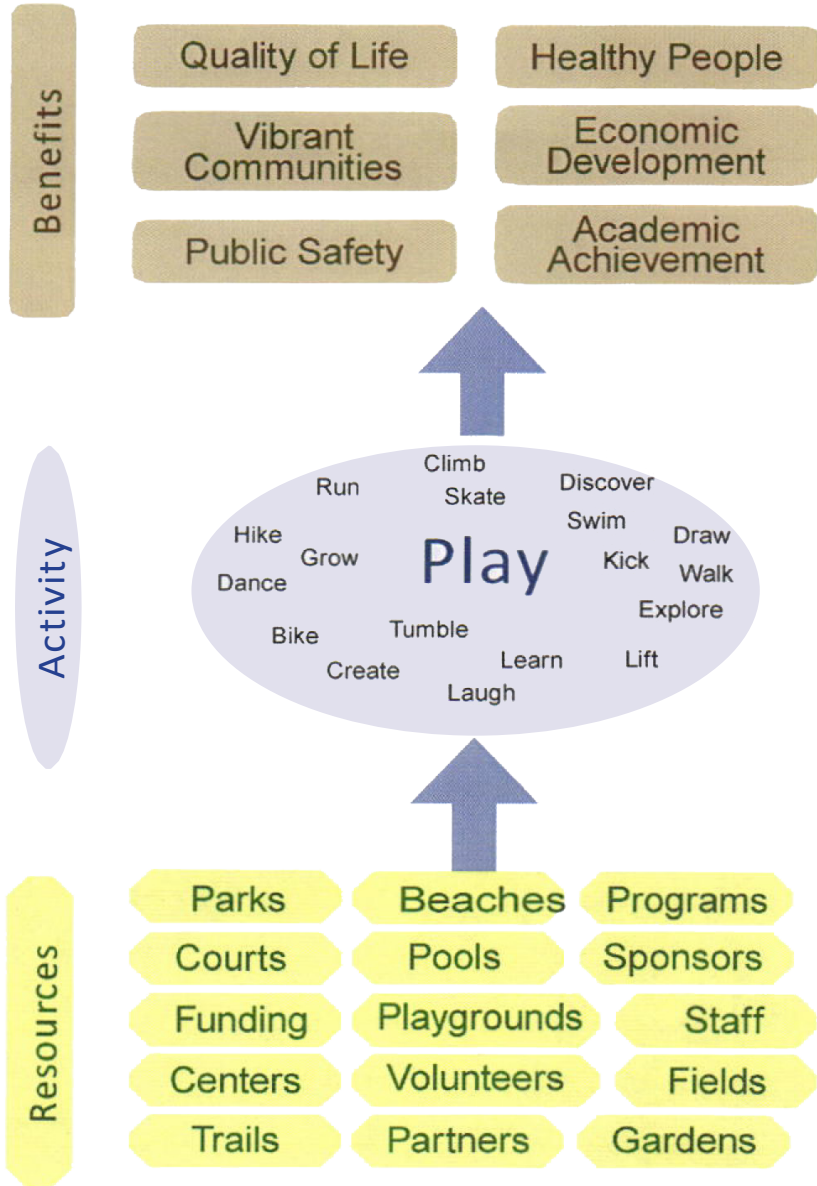 Benefits
Quality of Life
Healthy People
Vibrant
Communities
Economic
Development
Public Safety
Academic
Achievement
Activity
Climb
Run
Skate
Discover
Swim
Hike
Draw
Grow
Play
Kick
Dance
Walk
Explore
Bike
Tumble
Create
Learn
Lift
Laugh
Resources
Parks
Beaches
Programs
Courts
Pools
Sponsors
Funding
Playgrounds
Staff
Centers
Volunteers
Fields
Trails
Partners
Gardens